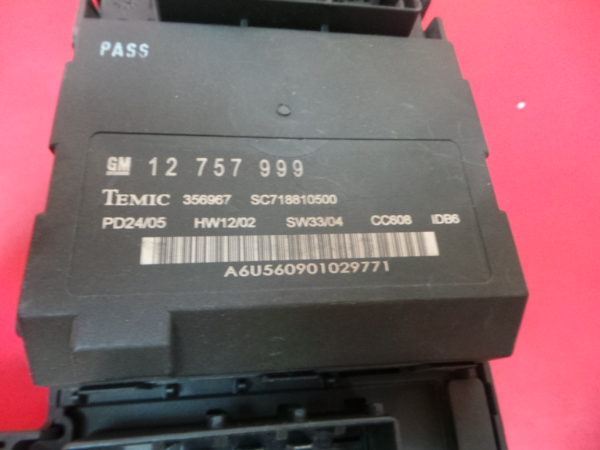 PASS
GM 12 757 999
TEMIC 356967 SC718810500
PD24/05 HW12/02 SW33/04 CC608 IDB6
A6U560901029771